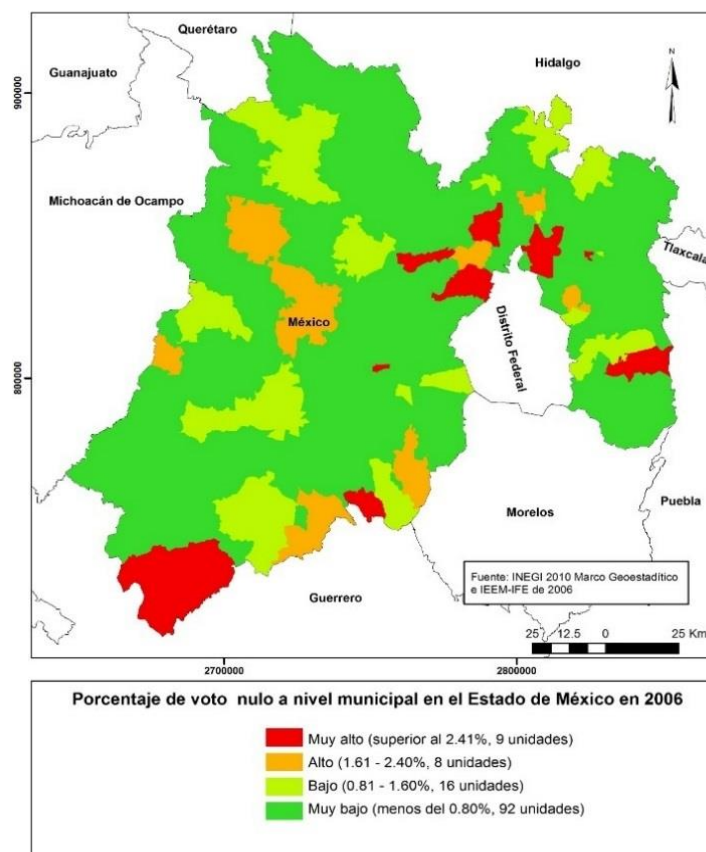 Querétaro
Guanajuato
Hidalgo
N
900000
Michoacán de Ocampo
Tlaxcala
México
Distrito Federal
800000
Puebla
Morelos
Fuente: INEGI 2010 Marco Geoestadítico
e IEEM-IFE de 2006
Guerrero
25 12.5 0 25 Km
2700000 2800000
Porcentaje de voto nulo a nivel municipal en el Estado de México en 2006
Muy alto (superior al 2.41%, 9 unidades)
Alto (1.61 - 2.40%, 8 unidades)
Bajo (0.81 - 1.60%, 16 unidades)
Muy bajo (menos del 0.80%, 92 unidades)